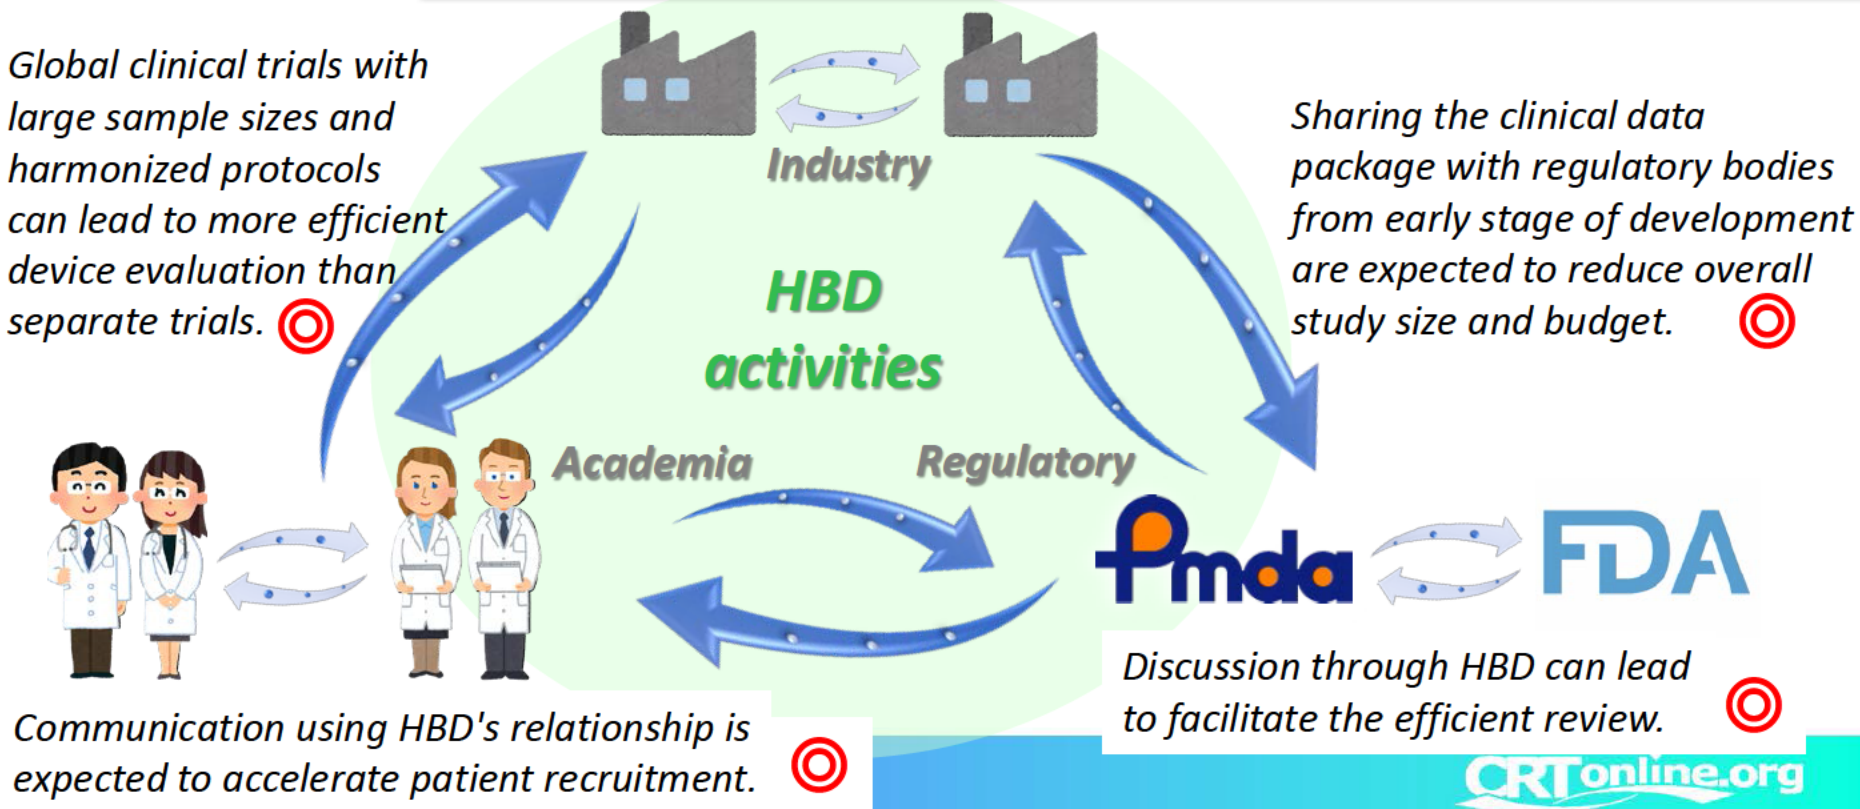 Global clinical trials with
large sample sizes and
harmonized protocols
can lead to more efficient
device evaluation than
separate trials.
Industry
Sharing the clinical data
package with regulatory bodies
from early stage of development
are expected to reduce overall
study size and budget.
HBD
activities
Academia
Regulatory
Pmda
FDA
Communication using HBD's relationship is
expected to accelerate patient recruitment.
Discussion through HBD can lead
to facilitate the efficient review.
CRTonline.org